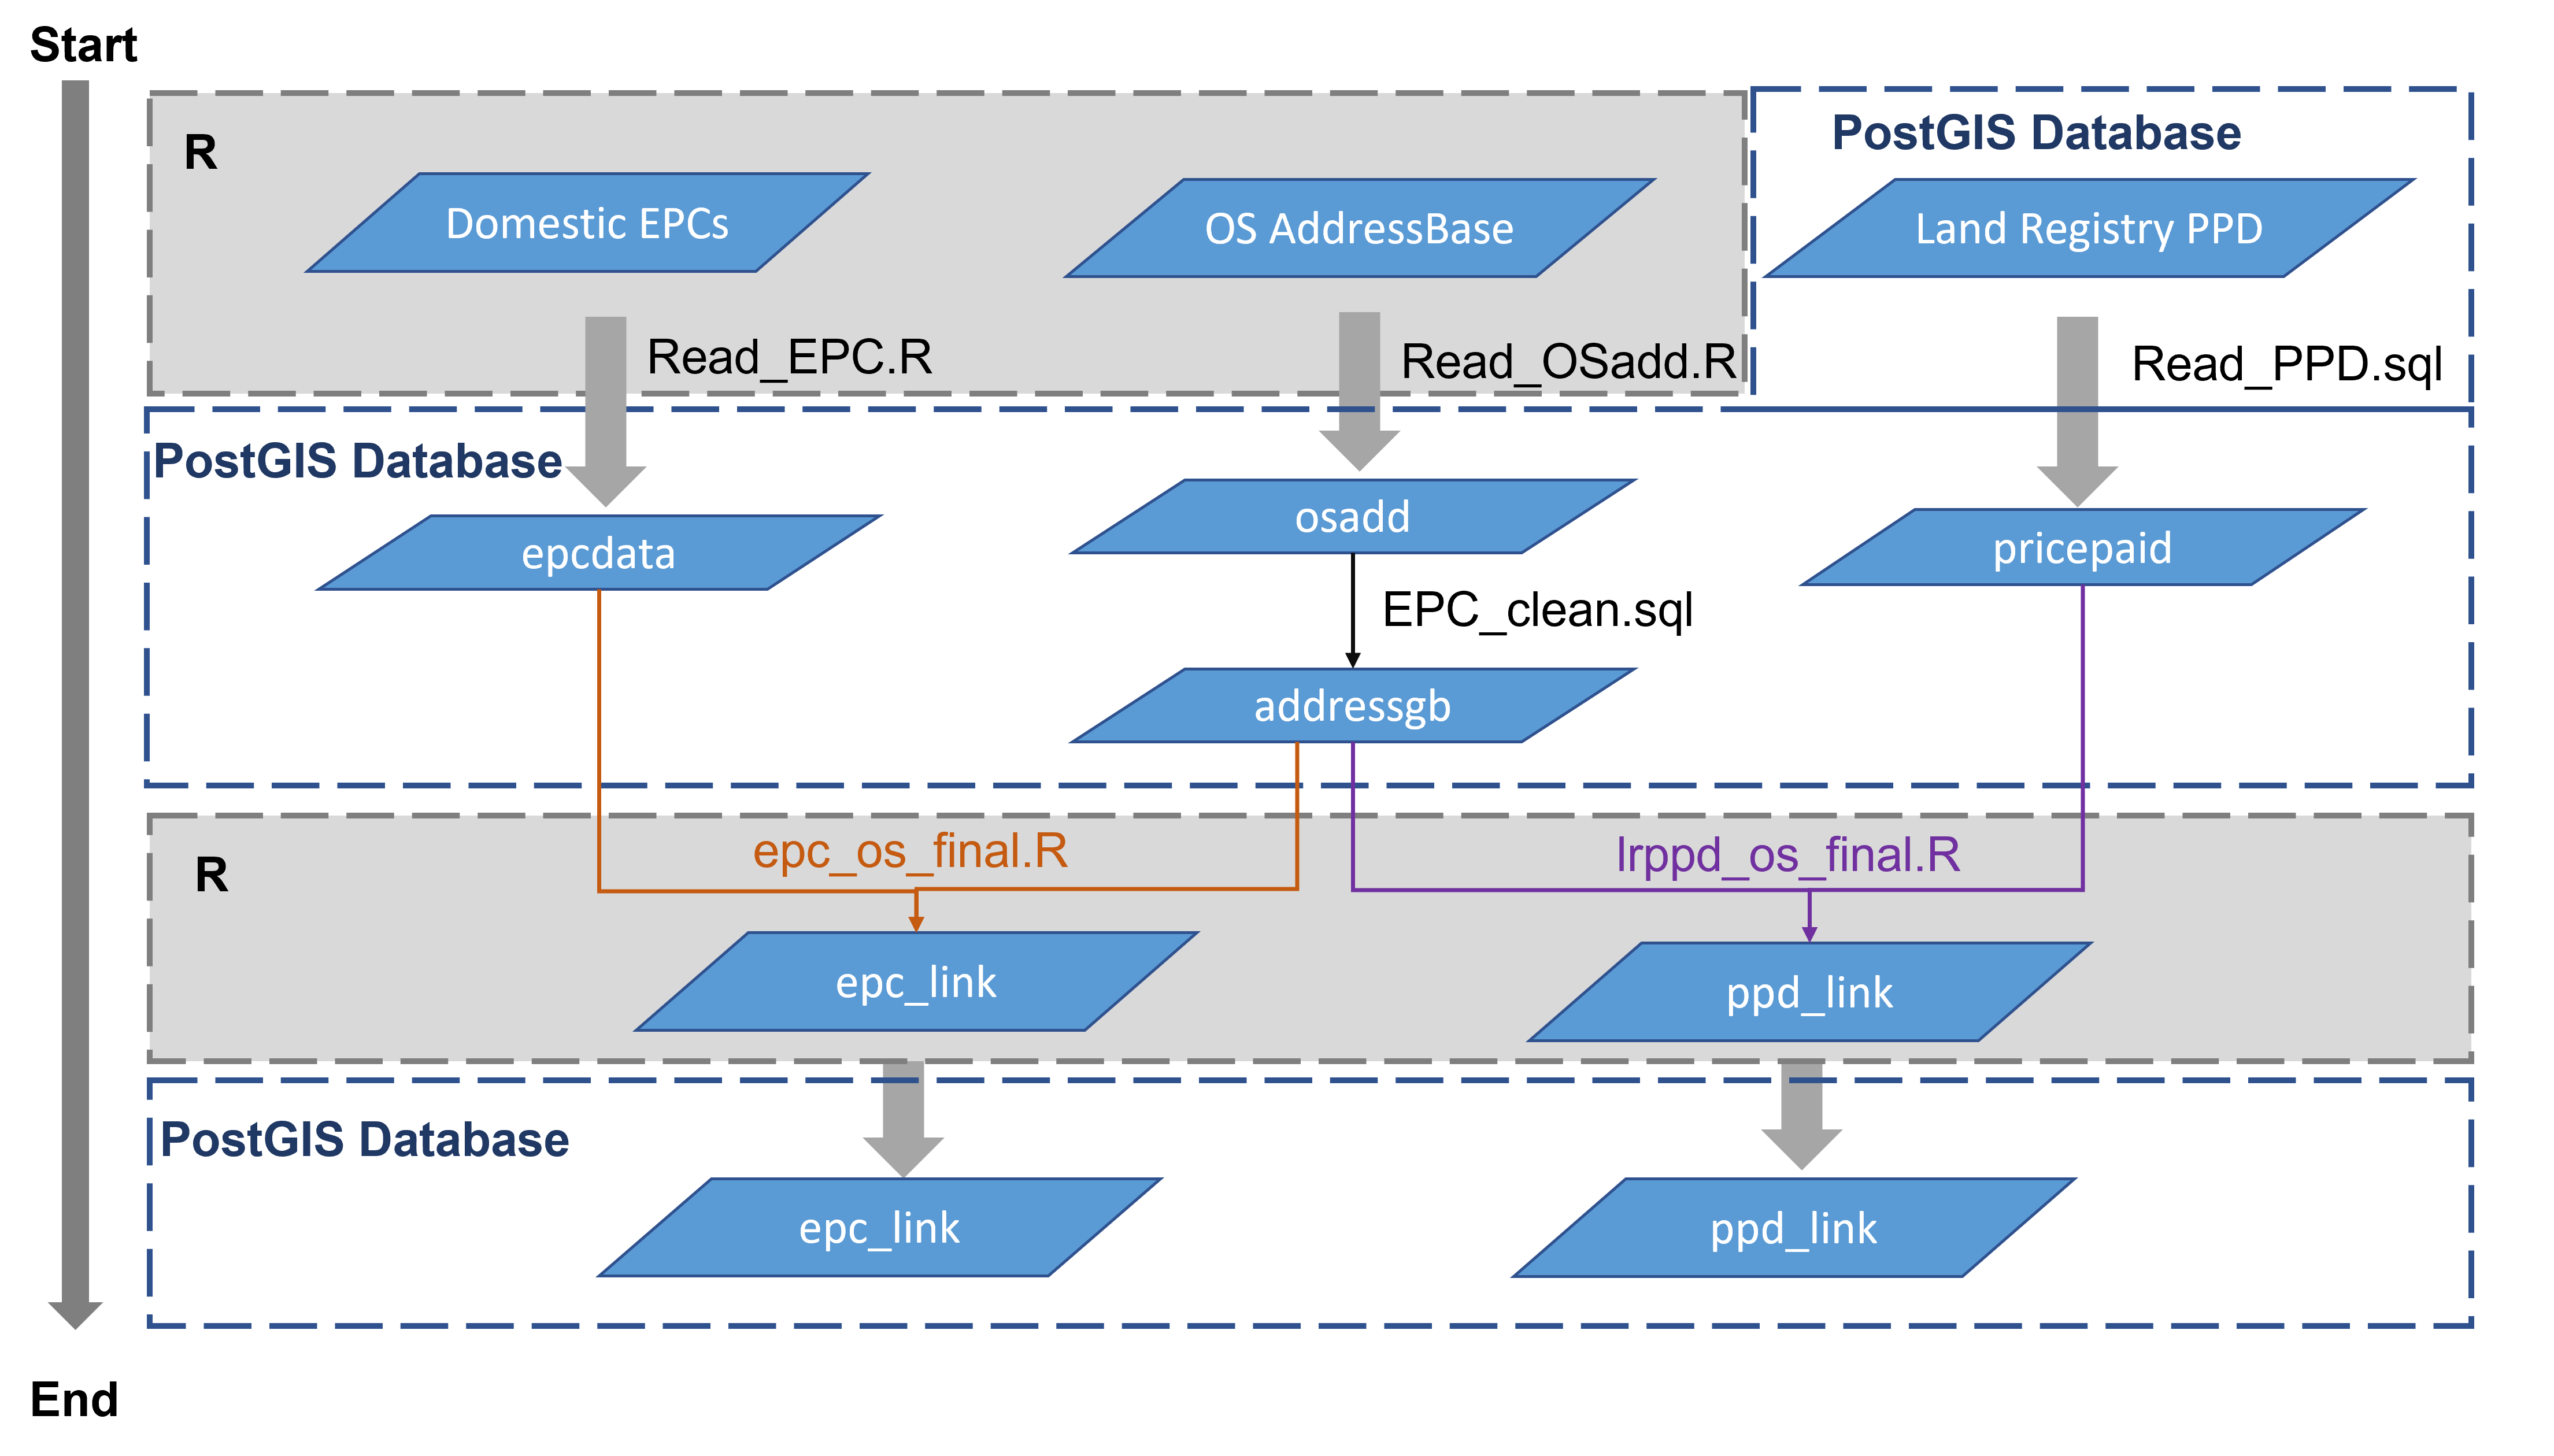 Start
R
PostGIS Database
Domestic EPCs
OS AddressBase
Land Registry PPD
Read_EPC.R
Read_OSadd.R
Read_PPD.sql
PostGIS Database
epcdata
osadd
pricepaid
EPC_clean.sql
addressgb
R
epc_os_final.R
lrppd_os_final.R
epc_link
ppd_link
PostGIS Database
epc_link
ppd_link
End